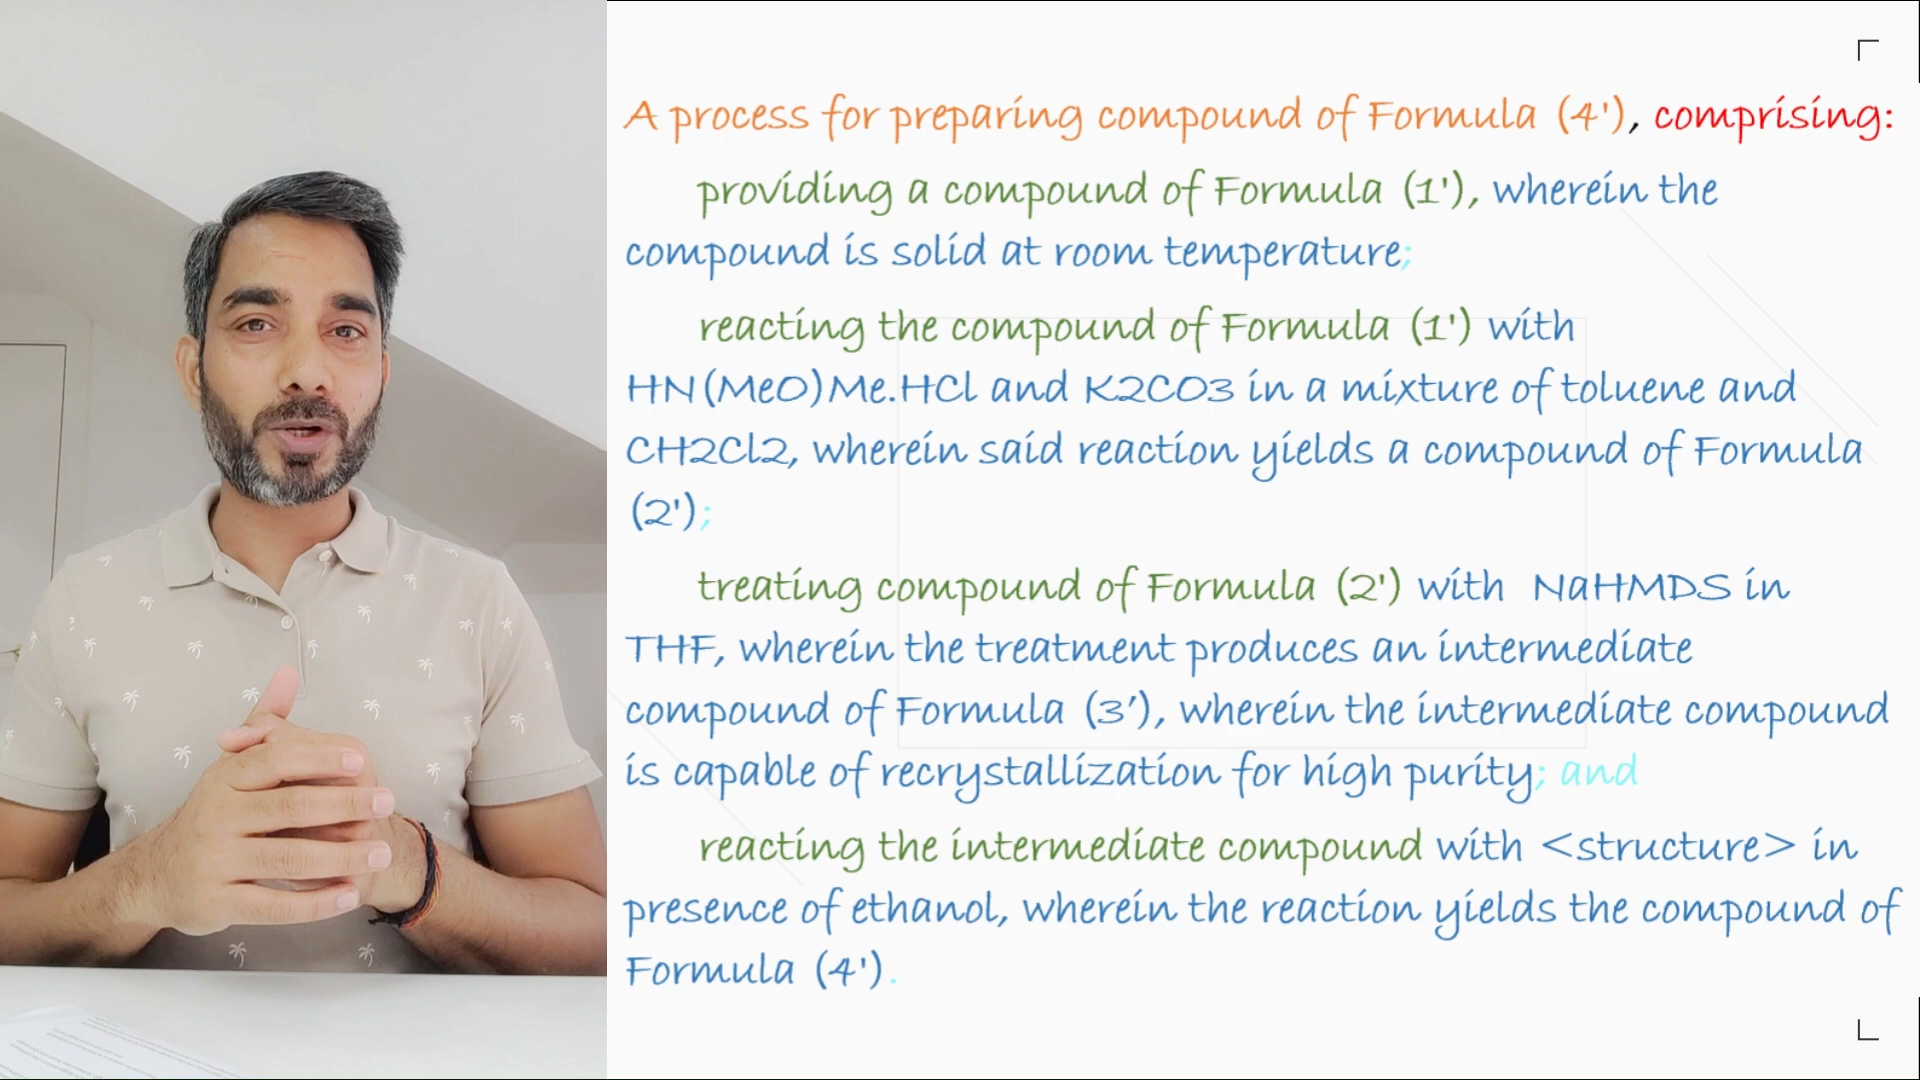 A process for preparing compound of Formula (4'), comprising:
providing a compound of Formula (1'), wherein the
compound is solid at room temperature;
reacting the compound of Formula (1') with
HN(MeO)Me.HCl and K2CO3 in a mixture of toluene and
CH2Cl2, wherein said reaction yields a compound of Formula
(2');
treating compound of Formula (2') with NaHMDS in
THF, wherein the treatment produces an intermediate
compound of Formula (3’), wherein the intermediate compound
is capable of recrystallization for high purity; and
reacting the intermediate compound with <structure> in
presence of ethanol, wherein the reaction yields the compound of
Formula (4').